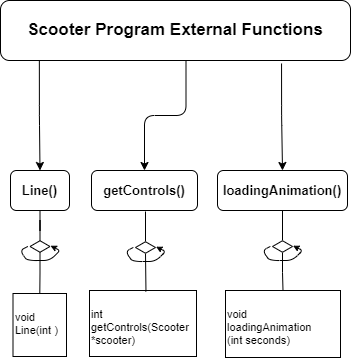 Scooter Program External Functions
Line()
getControls()
loadingAnimation()
void
Line(int )
int
getControls(Scooter
*scooter)
void
loadingAnimation
(int seconds)